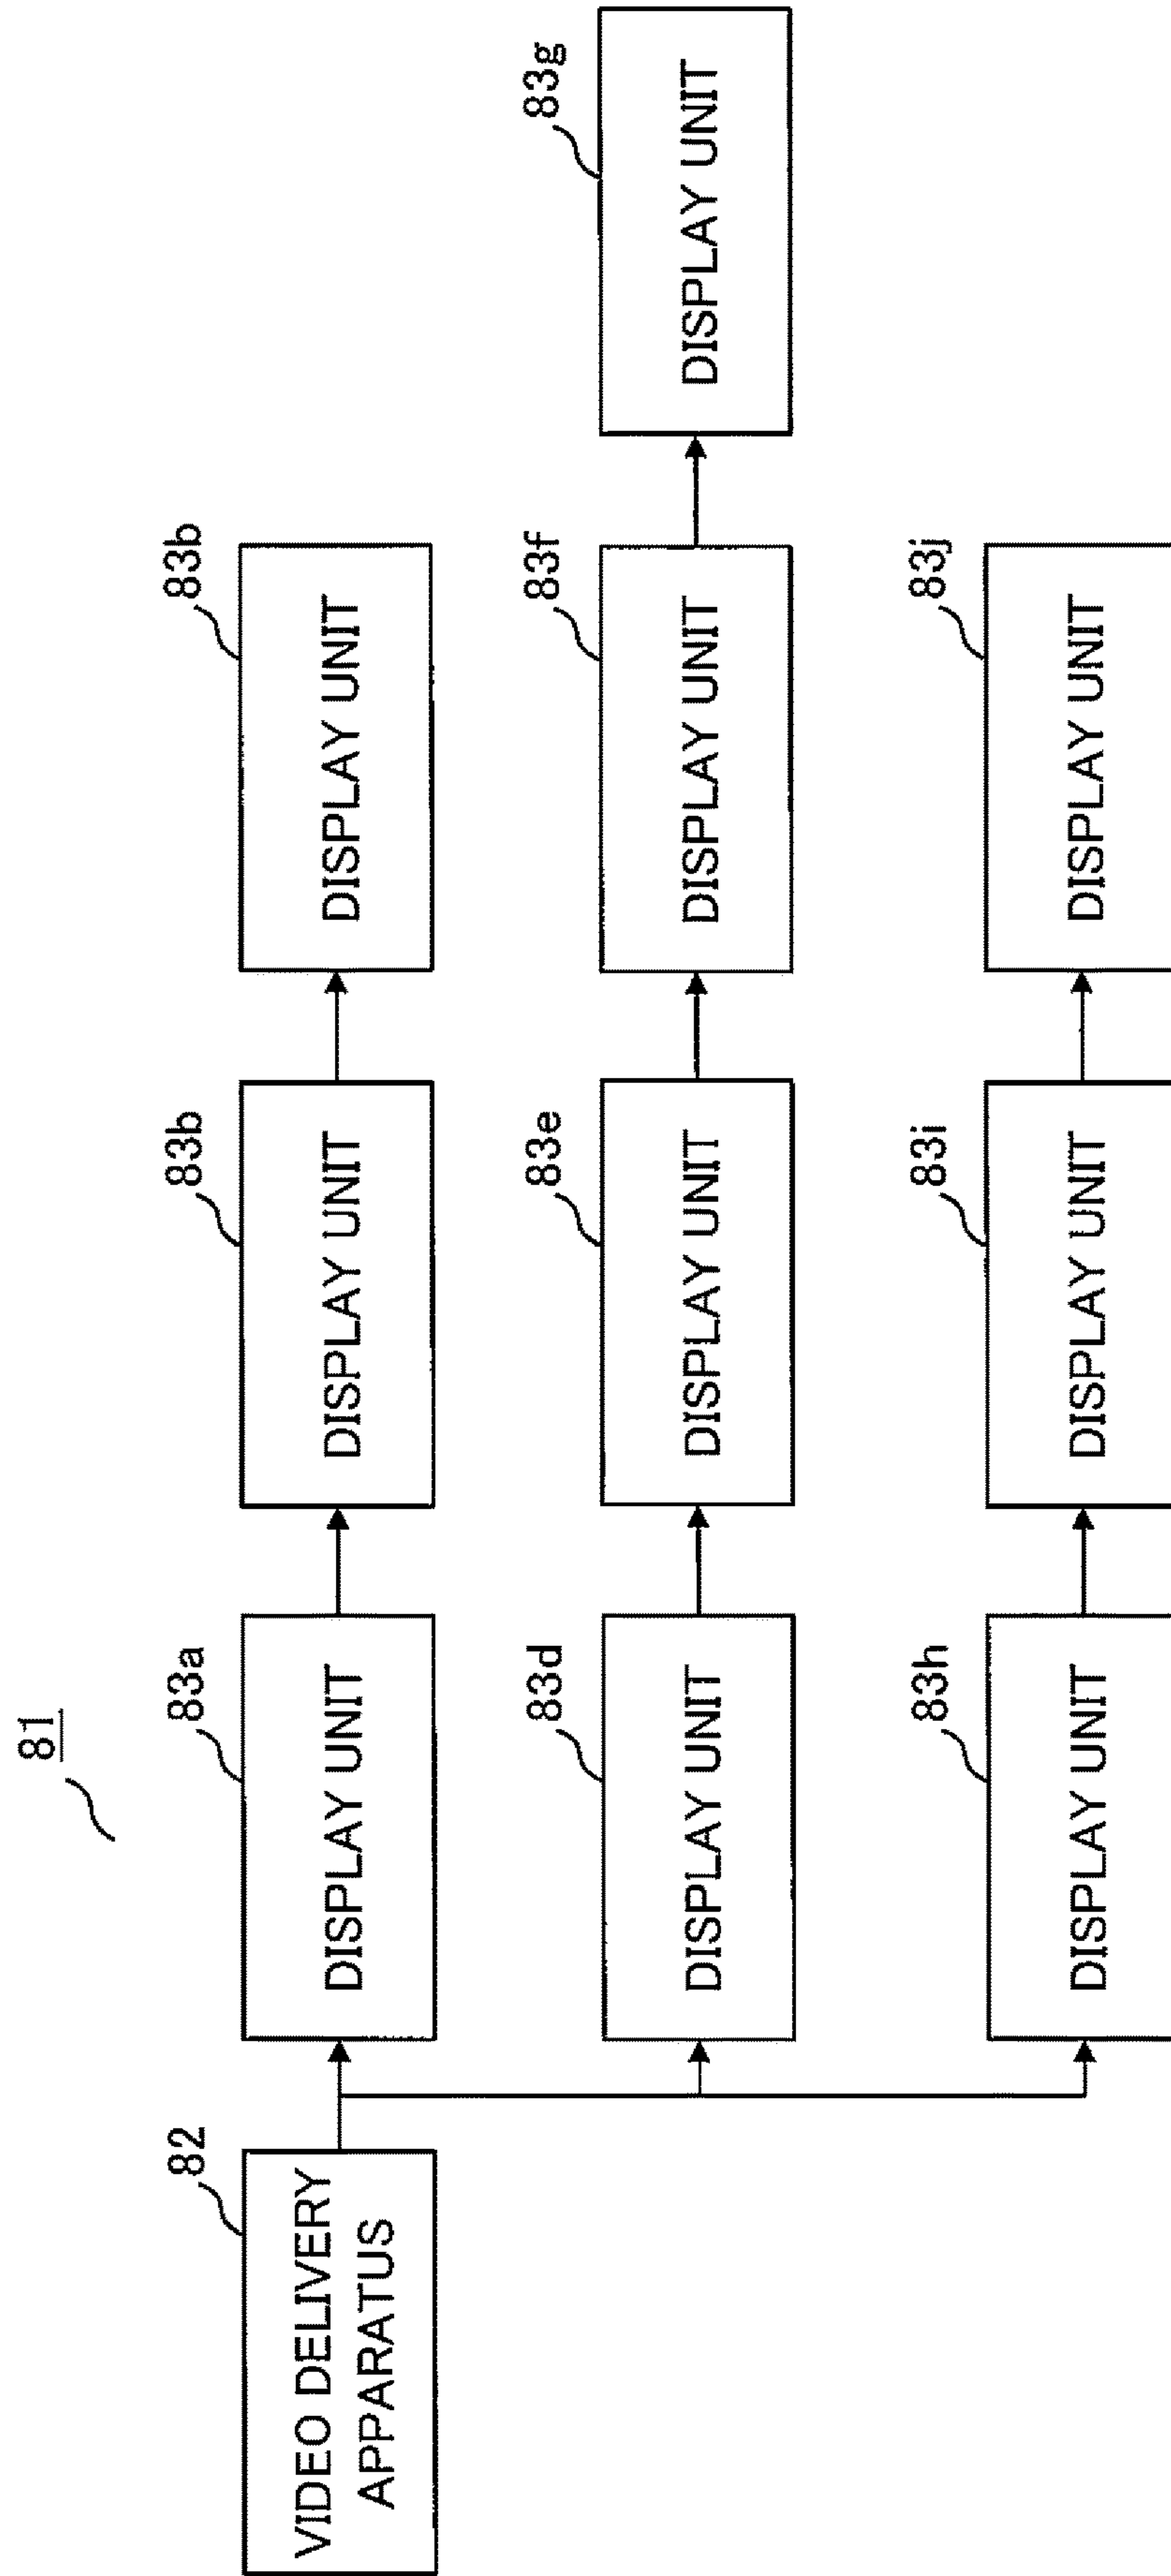 81
82
VIDEO DELIVERY
APPARATUS
83a
DISPLAY UNIT
83b
DISPLAY UNIT
83b
DISPLAY UNIT
83d
DISPLAY UNIT
83e
DISPLAY UNIT
83f
DISPLAY UNIT
83g
DISPLAY UNIT
83h
DISPLAY UNIT
83i
DISPLAY UNIT
83j
DISPLAY UNIT